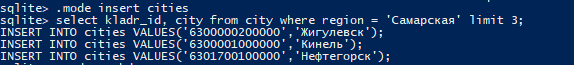 sqlite> .mode insert cities
sqlite> select kladr_id, city from city where region = 'Самарская' limit 3;
INSERT INTO cities VALUES('6300000200000','Жигулевск');
INSERT INTO cities VALUES('6300001000000','Кинель');
INSERT INTO cities VALUES('6301700100000','Нефтегорск');